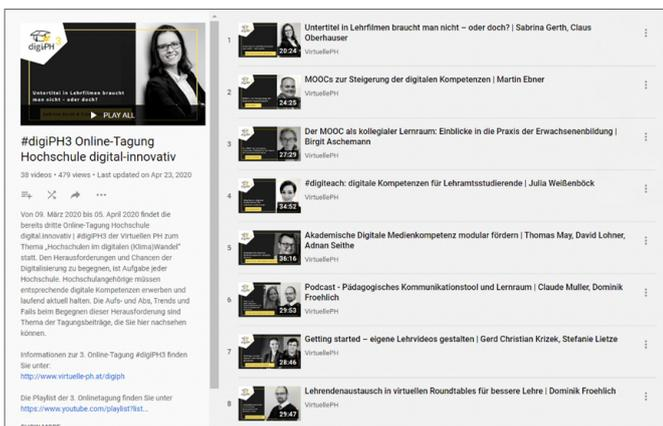 digiPH 3
Untertitel in Lehrfilmen braucht
man nicht – oder doch?
PLAY ALL
#digiPH3 Online-Tagung
Hochschule digital-innovativ
38 videos • 479 views • Last updated on Apr 23, 2020
Von 09. März 2020 bis 05. April 2020 findet die
bereits dritte Online-Tagung Hochschule
digital.innovativ | #digiPH3 der Virtuellen PH zum
Thema „Hochschulen im digitalen (Klima)Wandel"
statt. Den Herausforderungen und Chancen der
Digitalisierung zu begegnen, ist Aufgabe jeder
Hochschule. Hochschulangehörige müssen
entsprechende digitale Kompetenzen erwerben und
laufend aktuell halten. Die Aufs- und Abs, Trends und
Fails beim Begegnen dieser Herausforderung sind
Thema der Tagungsbeiträge, die Sie hier nachsehen
können.
Informationen zur 3. Online-Tagung #digiPH3 finden
Sie unter:
http://www.virtuelle-ph.at/digiph
Die Playlist der 3. Onlinetagung finden Sie unter
https://www.youtube.com/playlist?list...
1
20:24
Untertitel in Lehrfilmen braucht man nicht – oder doch? | Sabrina Gerth, Claus
Oberhauser
VirtuellePH
2
24:25
MOOCs zur Steigerung der digitalen Kompetenzen | Martin Ebner
VirtuellePH
3
27:29
Der MOOC als kollegialer Lernraum: Einblicke in die Praxis der Erwachsenenbildung |
Birgit Aschemann
VirtuellePH
4
34:52
#digiteach: digitale Kompetenzen für Lehramtsstudierende | Julia Weißenböck
VirtuellePH
5
36:16
Akademische Digitale Medienkompetenz modular fördern | Thomas May, David Lohner,
Adnan Seithe
VirtuellePH
6
29:53
Podcast - Pädagogisches Kommunikationstool und Lernraum | Claude Muller, Dominik
Froehlich
VirtuellePH
7
28:46
Getting started – eigene Lehrvideos gestalten | Gerd Christian Krizek, Stefanie Lietze
VirtuellePH
8
29:47
Lehrendenaustausch in virtuellen Roundtables für bessere Lehre | Dominik Froehlich
VirtuellePH